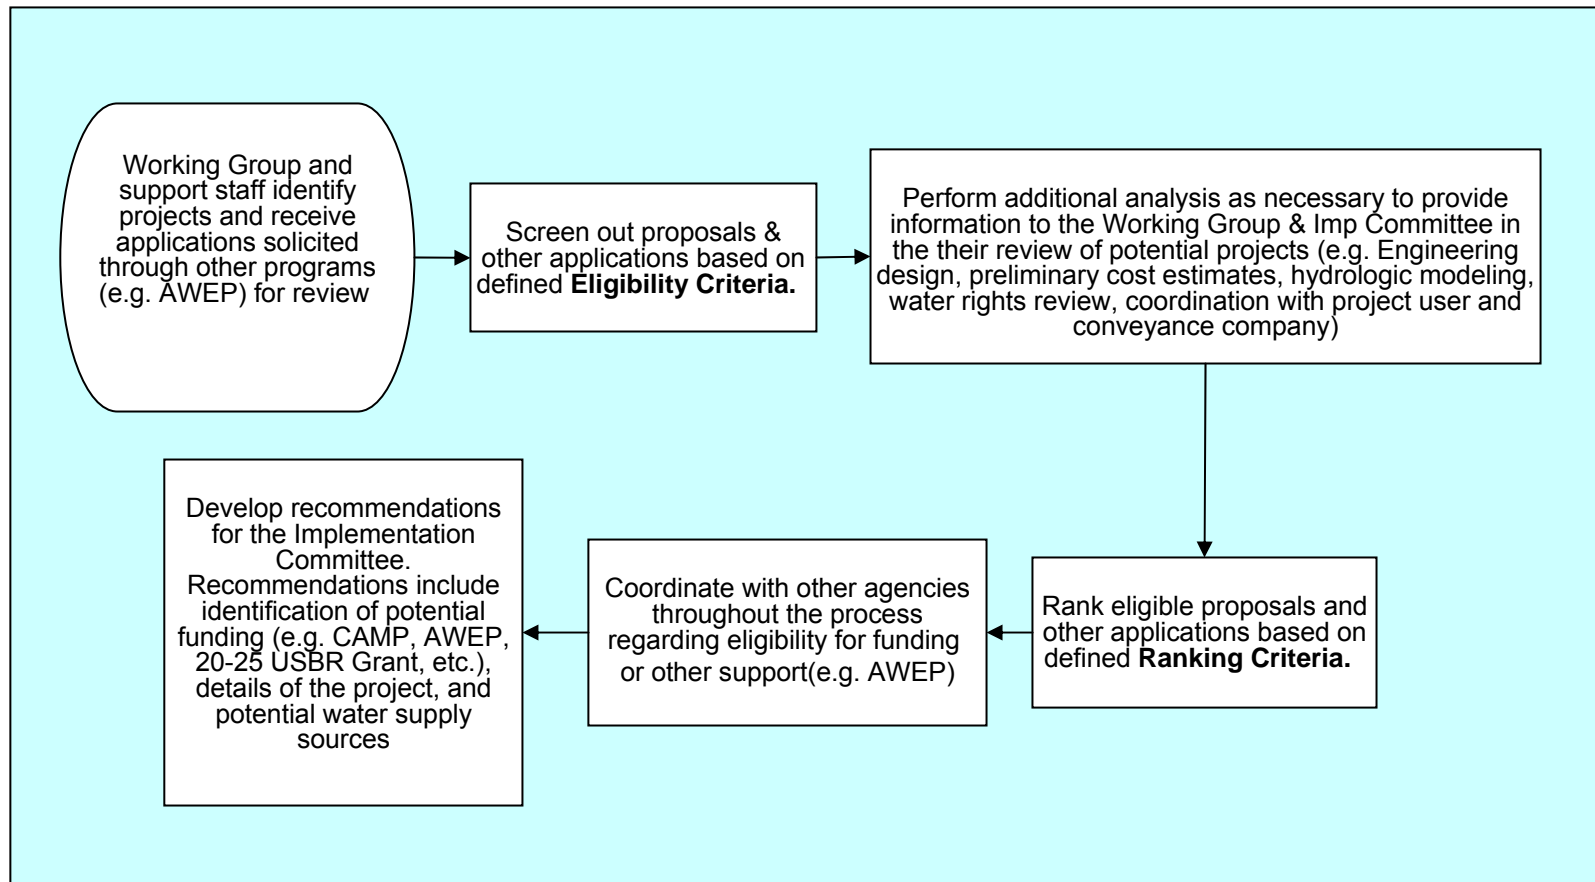 Working Group and
support staff identify
projects and receive
applications solicited
through other programs
(e.g. AWEP) for review
Screen out proposals &
other applications based on
defined Eligibility Criteria.
Perform additional analysis as necessary to provide
information to the Working Group & Imp Committee in
the their review of potential projects (e.g. Engineering
design, preliminary cost estimates, hydrologic modeling,
water rights review, coordination with project user and
conveyance company)
Rank eligible proposals and
other applications based on
defined Ranking Criteria.
Coordinate with other agencies
throughout the process
regarding eligibility for funding
or other support(e.g. AWEP)
Develop recommendations
for the Implementation
Committee.
Recommendations include
identification of potential
funding (e.g. CAMP, AWEP,
20-25 USBR Grant, etc.),
details of the project, and
potential water supply
sources